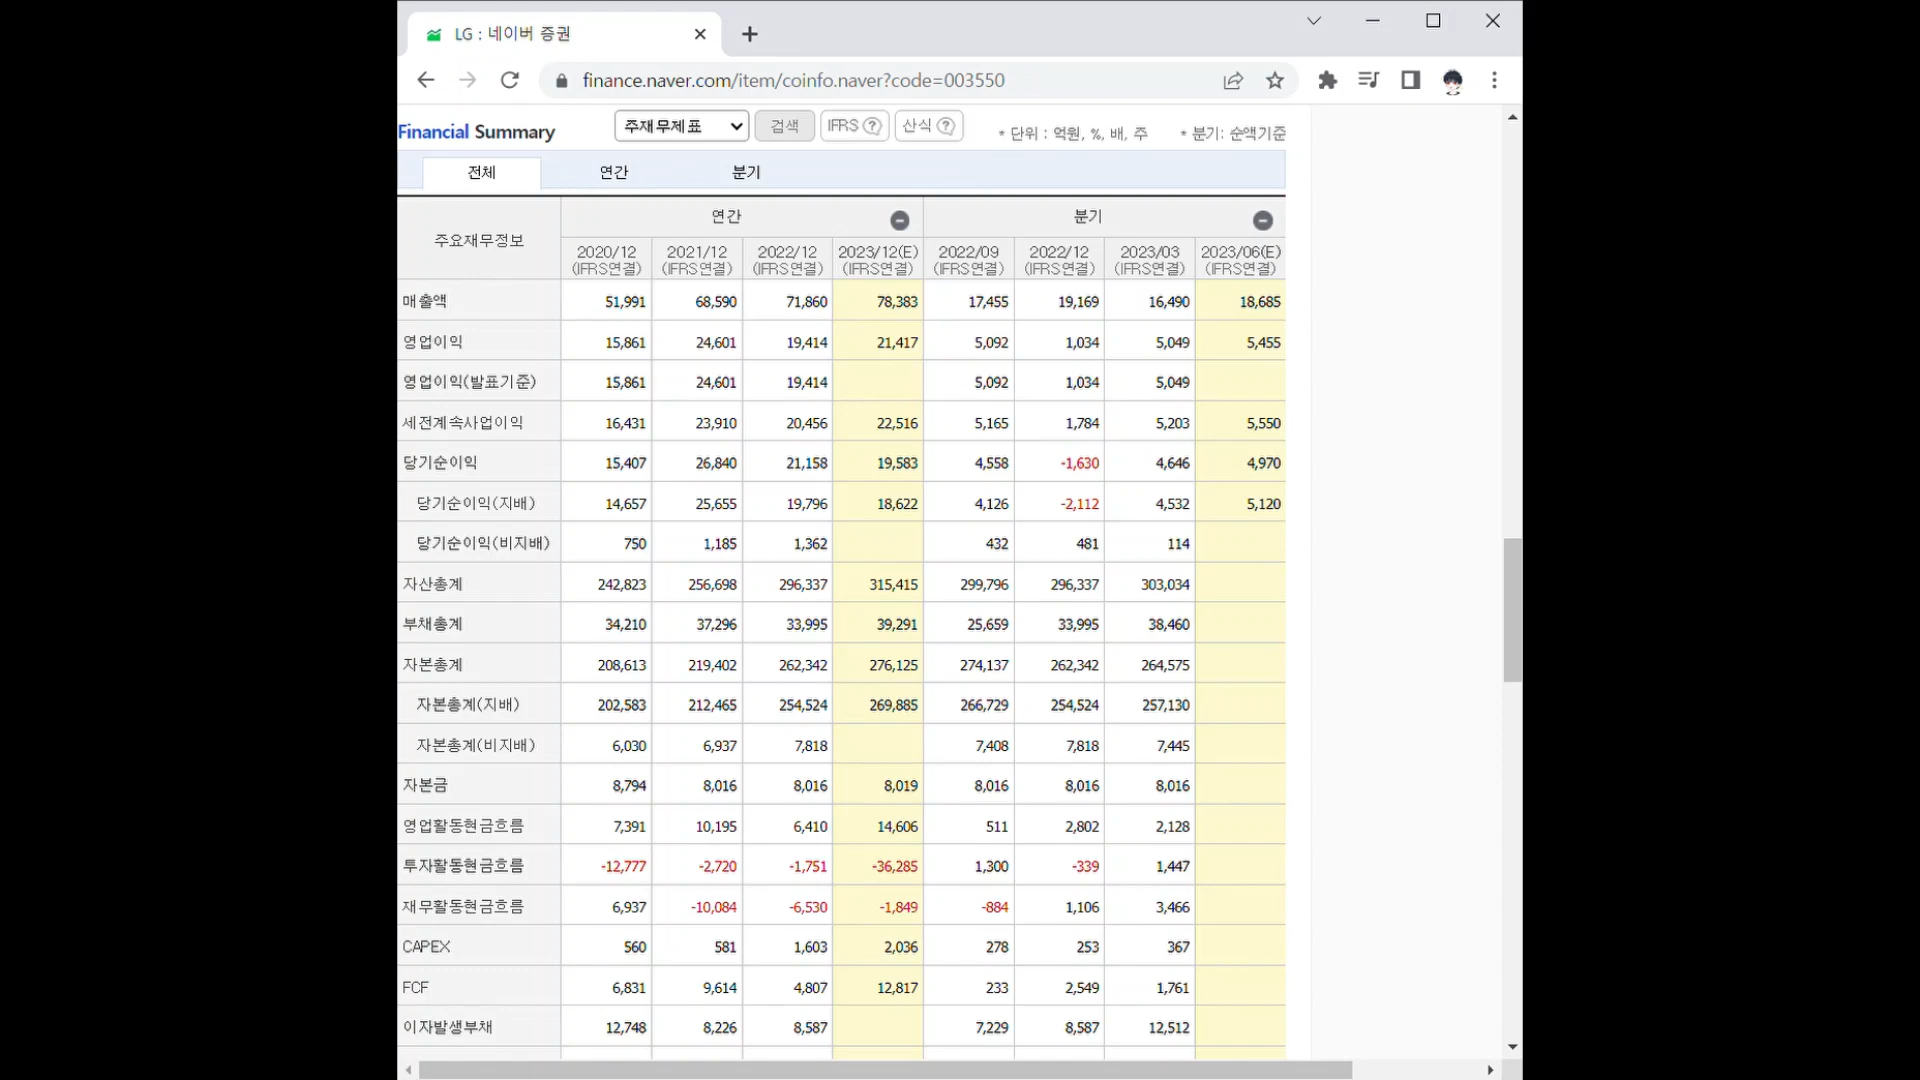 LG : 네이버 증권
finance.naver.com/item/coinfo.naver?code=003550
Financial Summary 주재무제표 검색 IFRS ? 산식 ? * 단위 : 억원, %, 배, 주 * 분기: 순액기준
전체 연간 분기
주요재무정보 연간 분기
2020/12 2021/12 2022/12 2023/12(E) 2022/09 2022/12 2023/03 2023/06(E)
(IFRS연결) (IFRS연결) (IFRS연결) (IFRS연결) (IFRS연결) (IFRS연결) (IFRS연결) (IFRS연결)
매출액 51,991 68,590 71,860 78,383 17,455 19,169 16,490 18,685
영업이익 15,861 24,601 19,414 21,417 5,092 1,034 5,049 5,455
영업이익(발표기준) 15,861 24,601 19,414 5,092 1,034 5,049
세전계속사업이익 16,431 23,910 20,456 22,516 5,165 1,784 5,203 5,550
당기순이익 15,407 26,840 21,158 19,583 4,558 -1,630 4,646 4,970
당기순이익(지배) 14,657 25,655 19,796 18,622 4,126 -2,112 4,532 5,120
당기순이익(비지배) 750 1,185 1,362 432 481 114
자산총계 242,823 256,698 296,337 315,415 299,796 296,337 303,034
부채총계 34,210 37,296 33,995 39,291 25,659 33,995 38,460
자본총계 208,613 219,402 262,342 276,125 274,137 262,342 264,575
자본총계(지배) 202,583 212,465 254,524 269,885 266,729 254,524 257,130
자본총계(비지배) 6,030 6,937 7,818 7,408 7,818 7,445
자본금 8,794 8,016 8,016 8,019 8,016 8,016 8,016
영업활동현금흐름 7,391 10,195 6,410 14,606 511 2,802 2,128
투자활동현금흐름 -12,777 -2,720 -1,751 -36,285 1,300 -339 1,447
재무활동현금흐름 6,937 -10,084 -6,530 -1,849 -884 1,106 3,466
CAPEX 560 581 1,603 2,036 278 253 367
FCF 6,831 9,614 4,807 12,817 233 2,549 1,761
이자발생부채 12,748 8,226 8,587 7,229 8,587 12,512